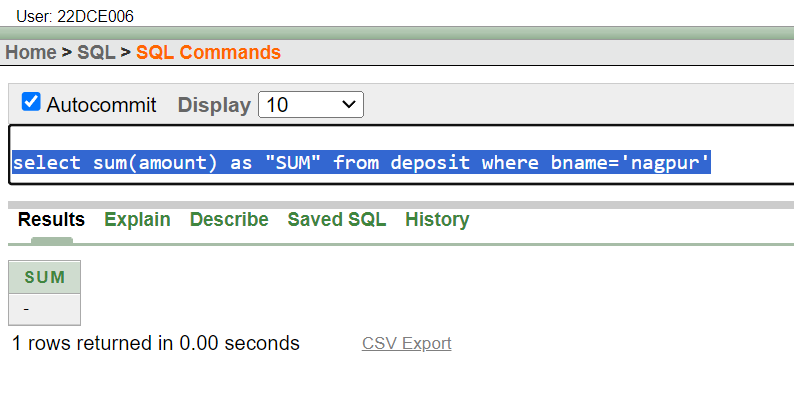 User: 22DCE006
Home > SQL > SQL Commands
Autocommit Display 10
select sum(amount) as "SUM" from deposit where bname='nagpur'
Results Explain Describe Saved SQL History
SUM
-
1 rows returned in 0.00 seconds CSV Export